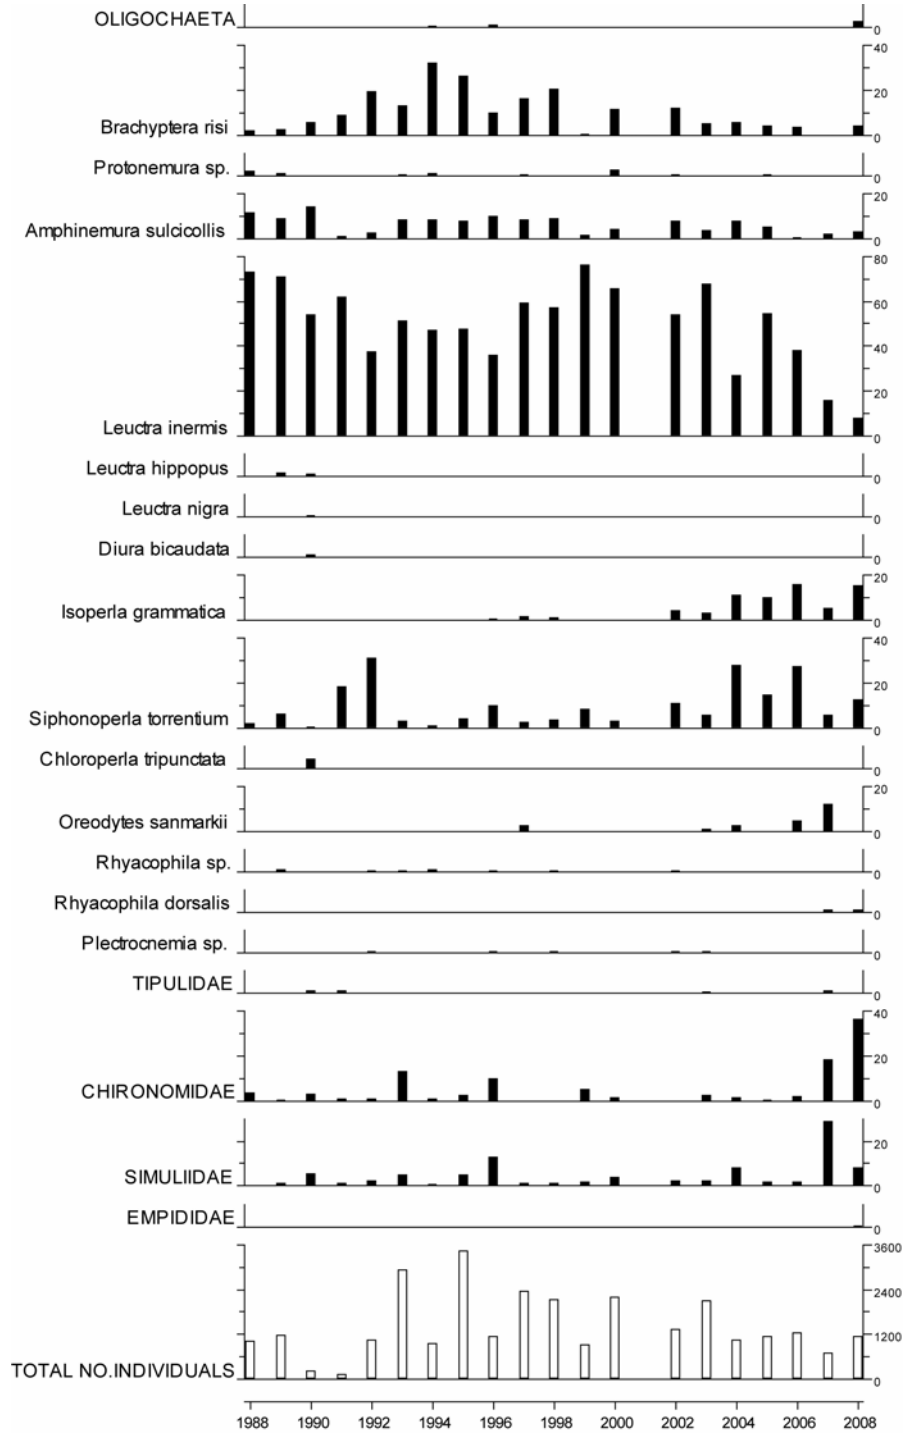 OLIGOCHAETA
0
40
20
Brachyptera risi
0
Protonemura sp.
0
20
Amphinemura sulcicollis
0
80
60
40
20
Leuctra inermis
0
Leuctra hippopus
0
Leuctra nigra
0
Diura bicaudata
0
20
Isoperla grammatica
0
40
20
Siphonoperla torrentium
0
Chloroperla tripunctata
0
20
Oreodytes sanmarkii
0
Rhyacophila sp.
0
Rhyacophila dorsalis
0
Plectrocnemia sp.
0
TIPULIDAE
0
40
20
CHIRONOMIDAE
0
20
SIMULIIDAE
0
EMPIDIDAE
0
3600
2400
1200
TOTAL NO.INDIVIDUALS
0
1988 1990 1992 1994 1996 1998 2000 2002 2004 2006 2008